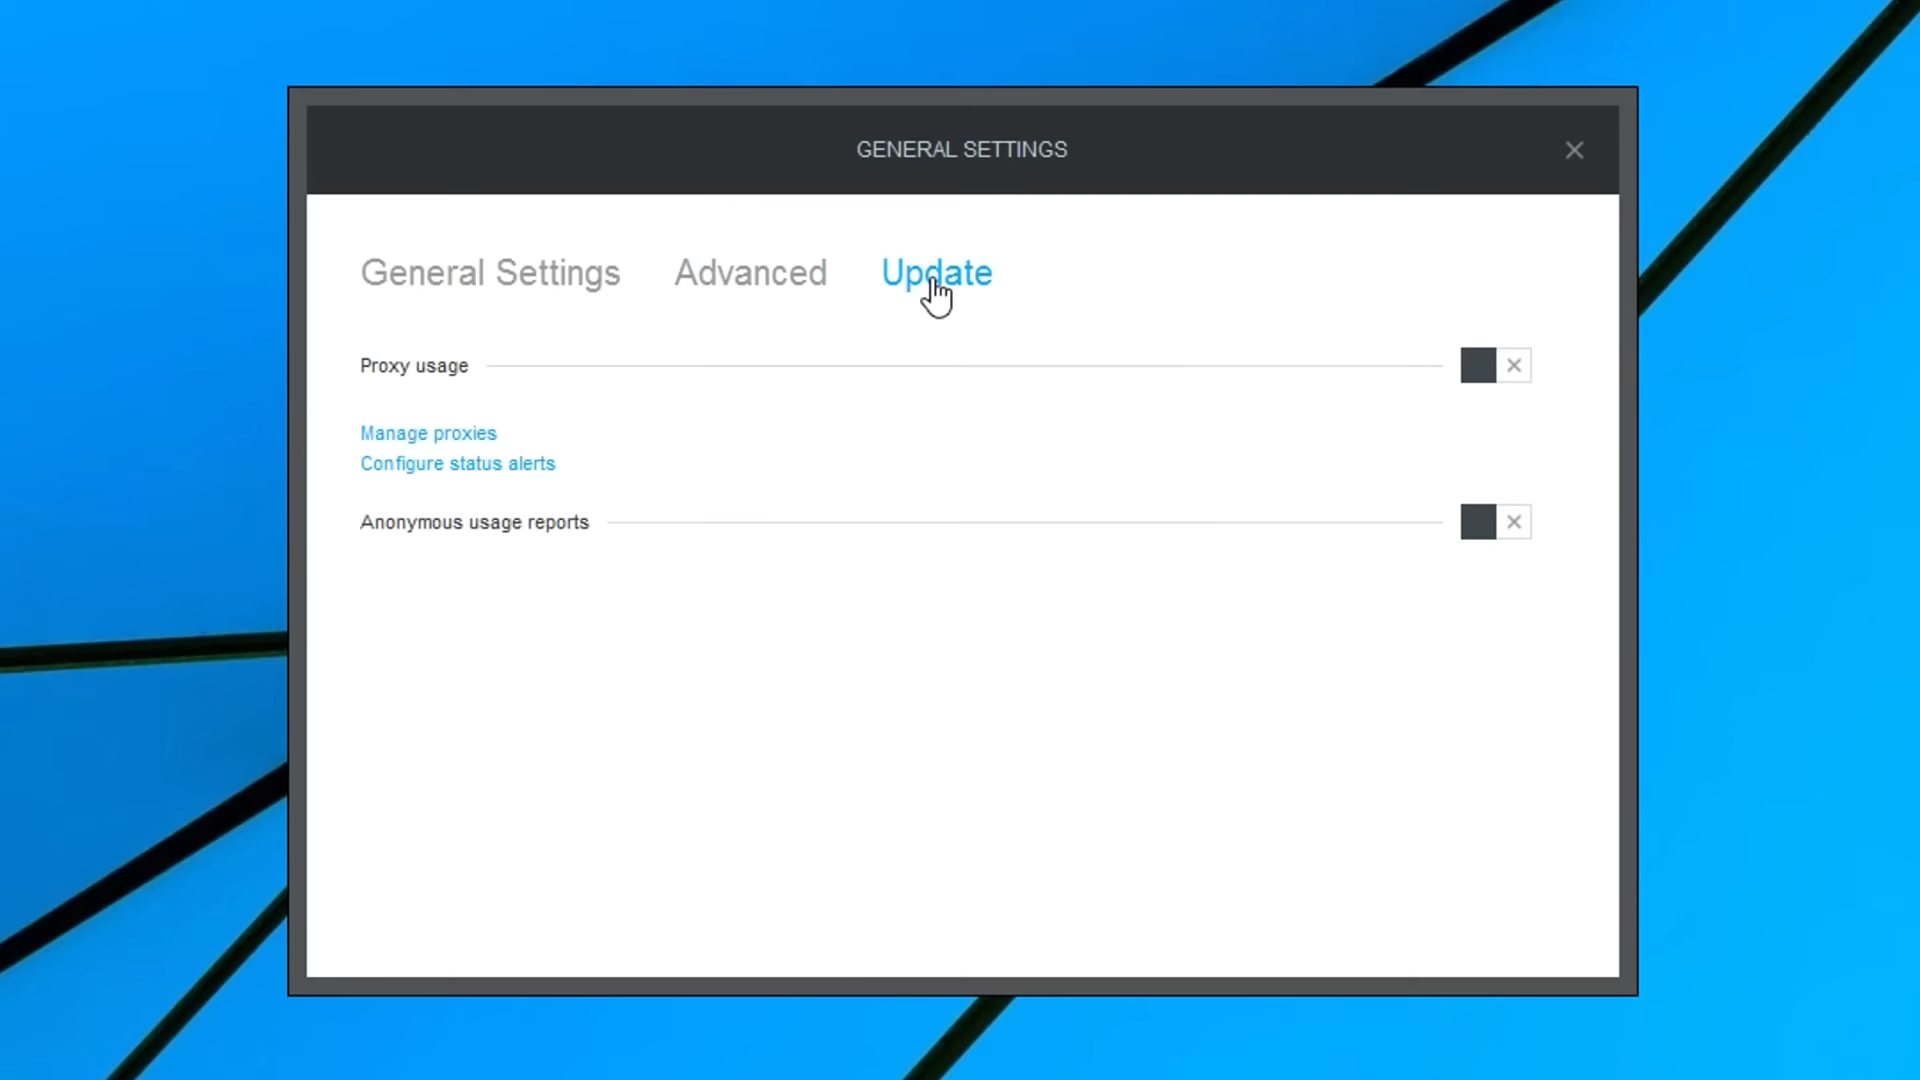 GENERAL SETTINGS
General Settings Advanced Update
Proxy usage
Manage proxies
Configure status alerts
Anonymous usage reports